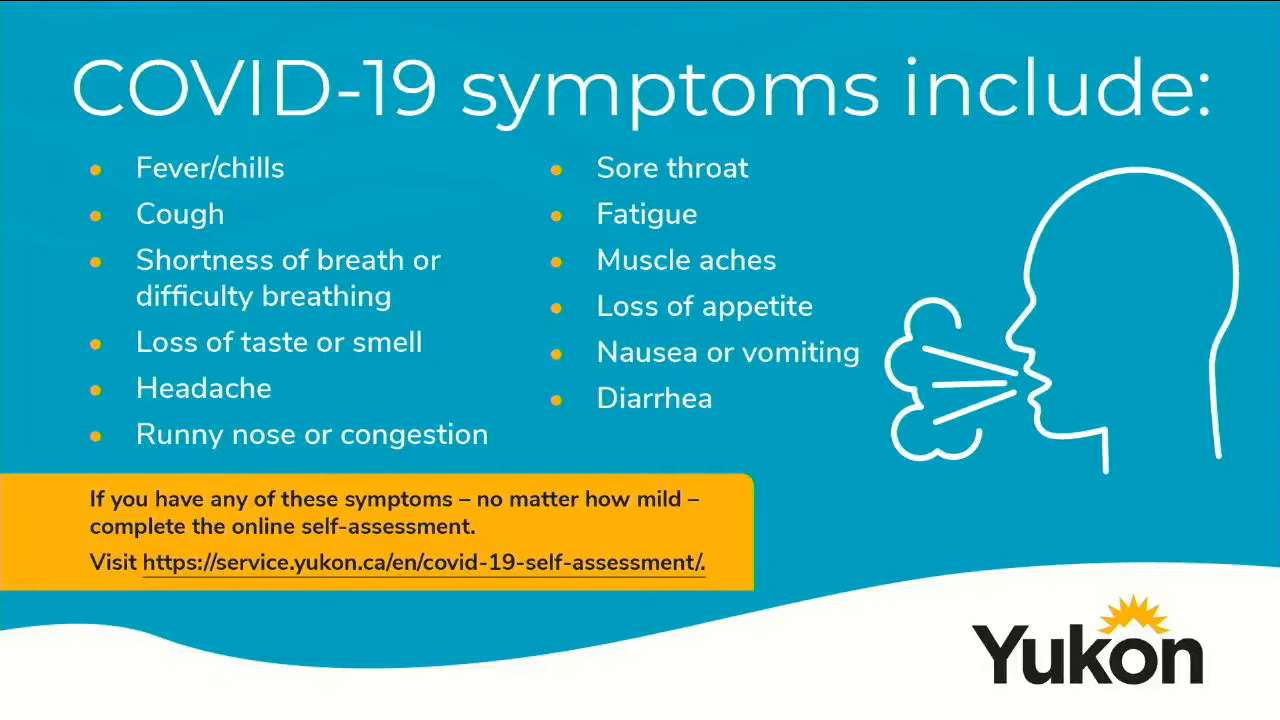 COVID-19 symptoms include:
Fever/chills
Cough
Shortness of breath or
difficulty breathing
Loss of taste or smell
Headache
Runny nose or congestion
Sore throat
Fatigue
Muscle aches
Loss of appetite
Nausea or vomiting
Diarrhea
If you have any of these symptoms – no matter how mild –
complete the online self-assessment.
Visit https://service.yukon.ca/en/covid-19-self-assessment/.
Yukon